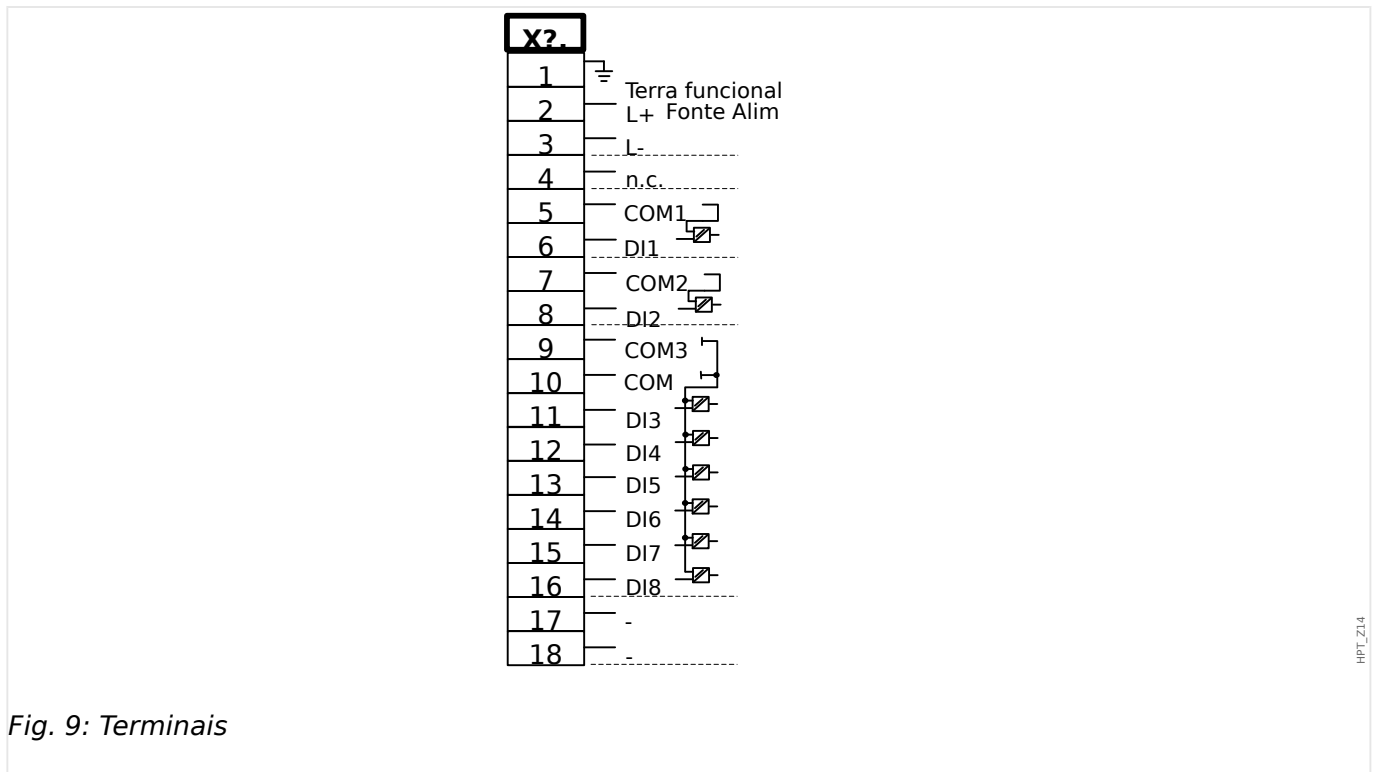 X?.
1
Terra funcional
2 L+ Fonte Alim
3 L-
4 n.c.
5 COM1
6 DI1
7 COM2
8 DI2
9 COM3
10 COM
11 DI3
12 DI4
13 DI5
14 DI6
15 DI7
16 DI8
17 -
18 -
HPT_Z14
Fig. 9: Terminais